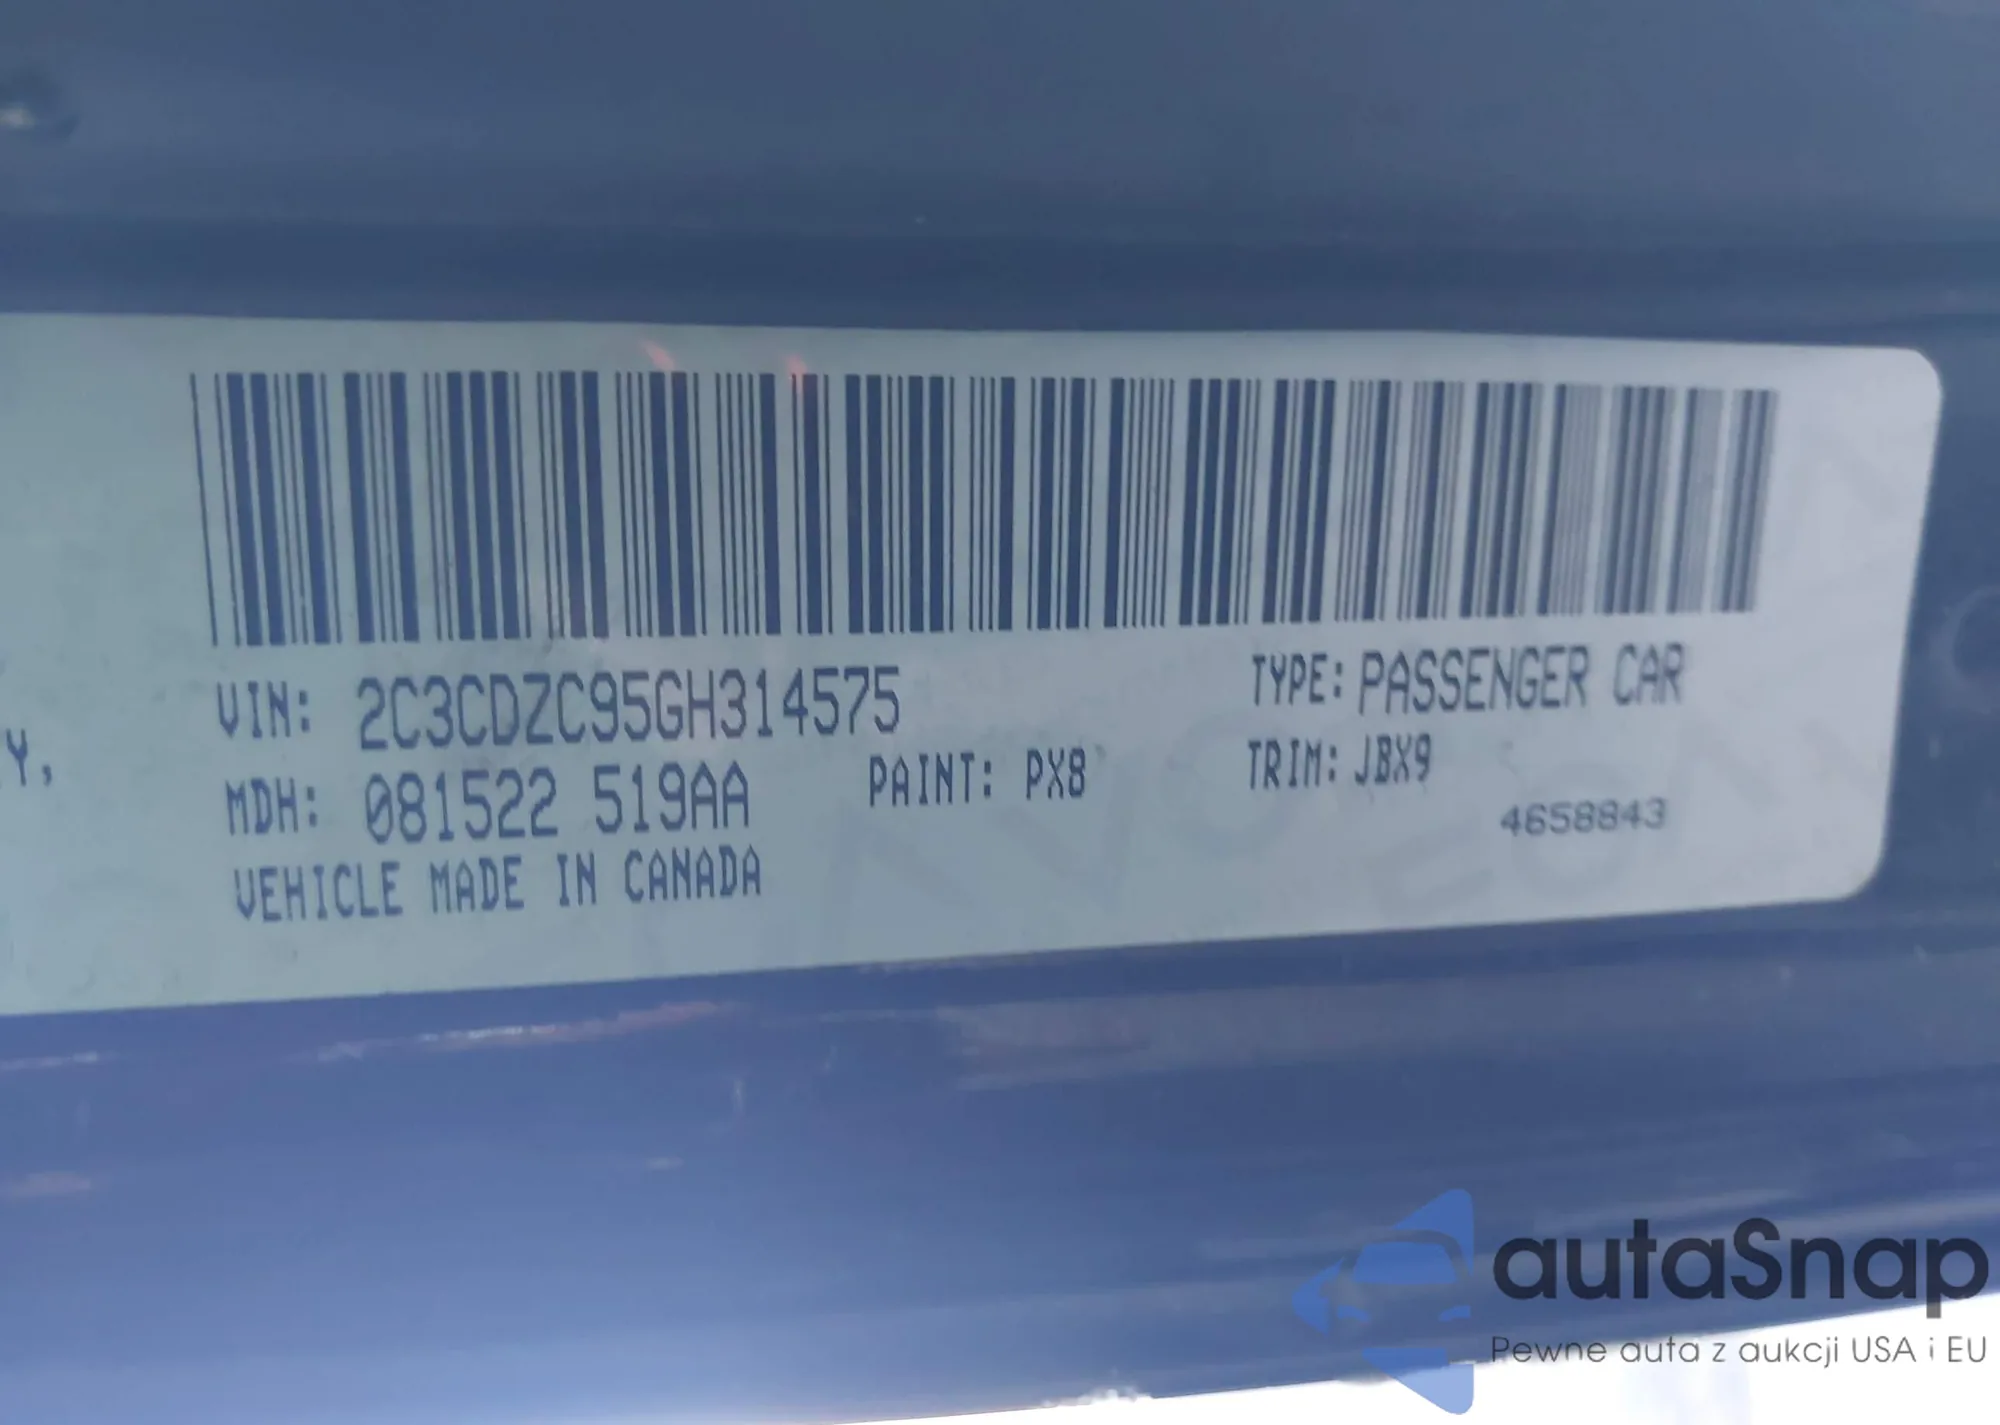 VIN: 2C3CDZC95GH314575
TYPE: PASSENGER CAR
MDH: 081522 519AA
PAINT: PX8
TRIM: JBX9
Y,
4658843
VEHICLE MADE IN CANADA
autaSnap
Pewne auta z aukcji USA i EU